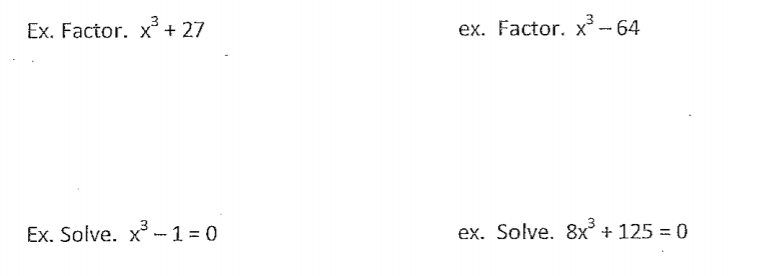 Ex. Factor. x³ + 27
ex. Factor. x³ – 64
Ex. Solve. x³ – 1 = 0
ex. Solve. 8x³ + 125 = 0